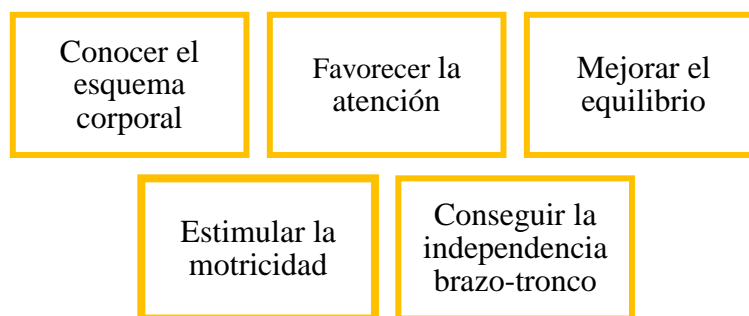 Conocer el
esquema
corporal
Favorecer la
atención
Mejorar el
equilibrio
Estimular la
motricidad
Conseguir la
independencia
brazo-tronco